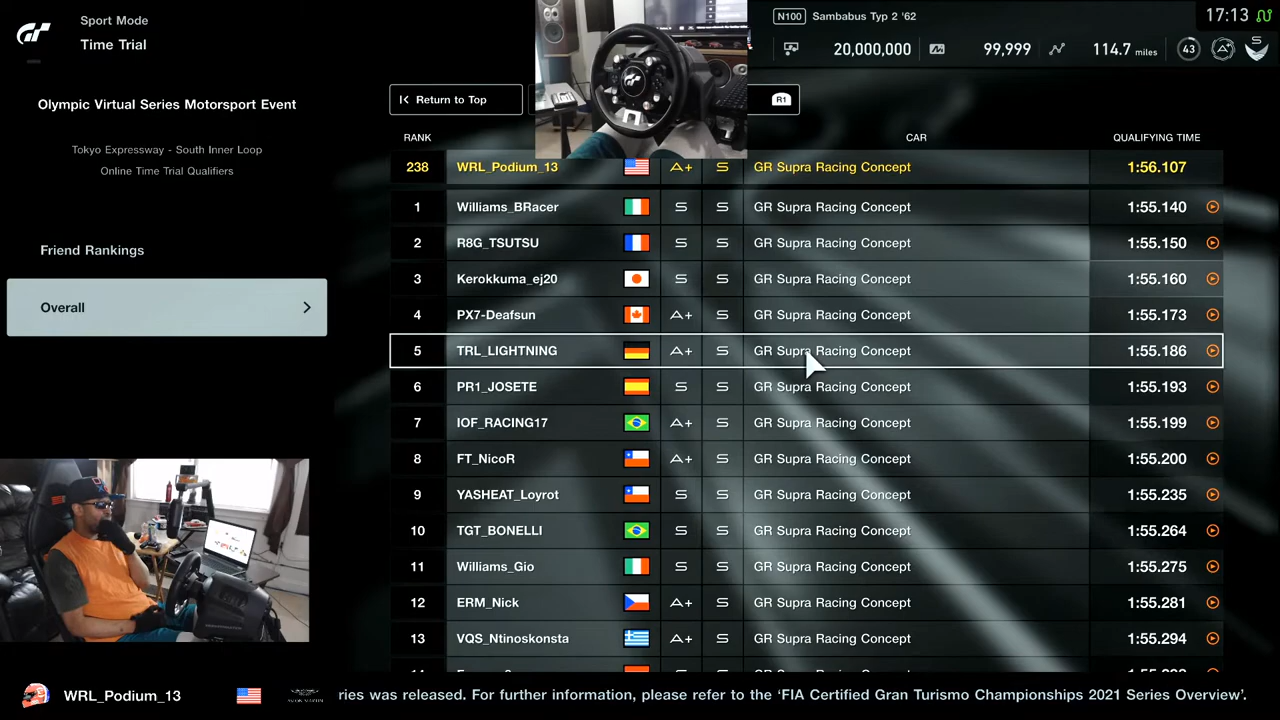 Sport Mode
Time Trial
N100 Sambabus Typ 2 '62
17:13
20,000,000 99,999 114.7 miles 43 A+ S
Olympic Virtual Series Motorsport Event
Tokyo Expressway - South Inner Loop
Online Time Trial Qualifiers
Friend Rankings
Overall
Return to Top R1
RANK CAR QUALIFYING TIME
238 WRL_Podium_13 A+ S GR Supra Racing Concept 1:56.107
1 Williams_BRacer S S GR Supra Racing Concept 1:55.140
2 R8G_TSUTSU S S GR Supra Racing Concept 1:55.150
3 Kerokkuma_ej20 S S GR Supra Racing Concept 1:55.160
4 PX7-Deafsun A+ S GR Supra Racing Concept 1:55.173
5 TRL_LIGHTNING A+ S GR Supra Racing Concept 1:55.186
6 PR1_JOSETE S S GR Supra Racing Concept 1:55.193
7 IOF_RACING17 A+ S GR Supra Racing Concept 1:55.199
8 FT_NicoR A+ S GR Supra Racing Concept 1:55.200
9 YASHEAT_Loyrot S S GR Supra Racing Concept 1:55.235
10 TGT_BONELLI S S GR Supra Racing Concept 1:55.264
11 Williams_Gio S S GR Supra Racing Concept 1:55.275
12 ERM_Nick A+ S GR Supra Racing Concept 1:55.281
13 VQS_Ntinoskonsta A+ S GR Supra Racing Concept 1:55.294
WRL_Podium_13 ries was released. For further information, please refer to the 'FIA Certified Gran Turismo Championships 2021 Series Overview'.